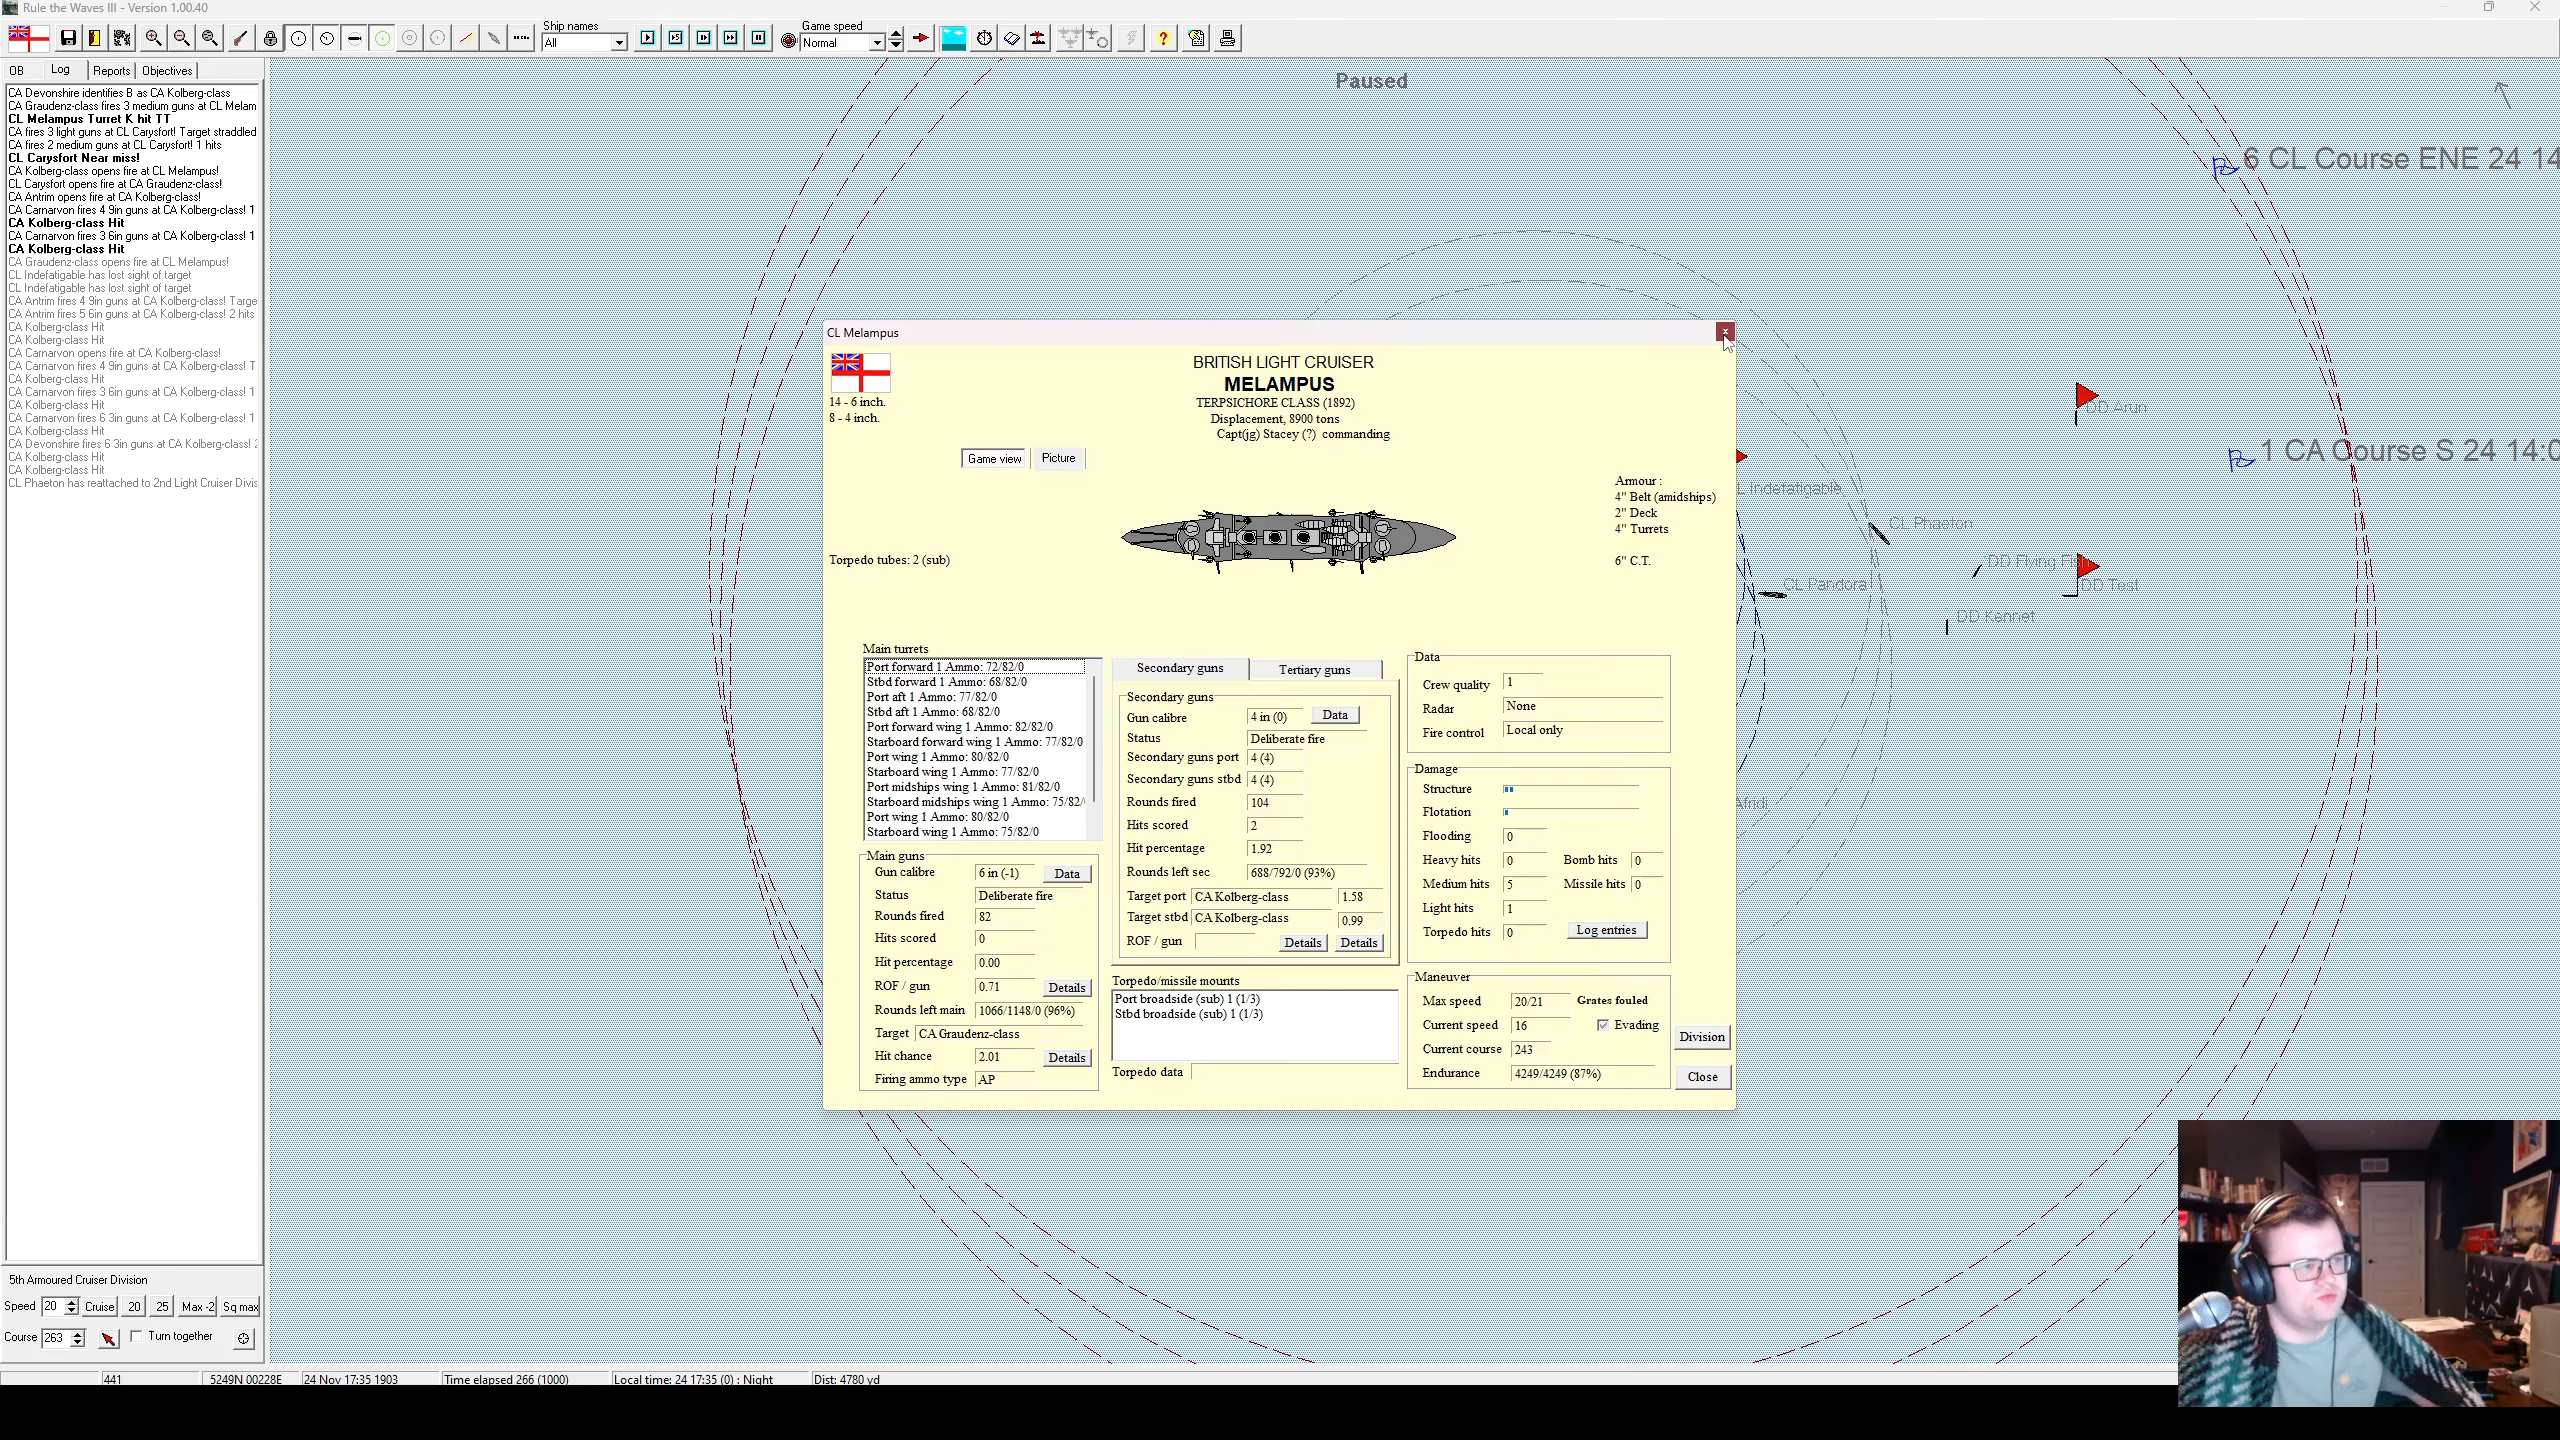 Rule the Waves III - Version 1.00.40
Ship names
All
Game speed
Normal
OB
Log
Reports
Objectives
CA Devonshire identifies B as CA Kolberg-class
CA Graudenz-class fires 3 medium guns at CL Melam
CL Melampus Turret K hit TT
CA fires 3 light guns at CL Carysfort! Target straddled
CA fires 2 medium guns at CL Carysfort! 1 hits
CL Carysfort Near miss!
CA Kolberg-class opens fire at CL Melampus!
CL Carysfort opens fire at CA Graudenz-class!
CA Antrim opens fire at CA Kolberg-class!
CA Carnarvon fires 4 9in guns at CA Kolberg-class! 1
CA Kolberg-class Hit
CA Carnarvon fires 3 6in guns at CA Kolberg-class! 1
CA Kolberg-class Hit
CA Graudenz-class opens fire at CL Melampus!
CL Indefatigable has lost sight of target
CL Indefatigable has lost sight of target
CA Antrim fires 4 9in guns at CA Kolberg-class! Targe
CA Antrim fires 5 6in guns at CA Kolberg-class! 2 hits
CA Kolberg-class Hit
CA Kolberg-class Hit
CA Carnarvon opens fire at CA Kolberg-class!
CA Carnarvon fires 4 9in guns at CA Kolberg-class! T
CA Kolberg-class Hit
CA Carnarvon fires 3 6in guns at CA Kolberg-class! 1
CA Kolberg-class Hit
CA Carnarvon fires 6 3in guns at CA Kolberg-class! 1
CA Kolberg-class Hit
CA Devonshire fires 6 3in guns at CA Kolberg-class! 2
CA Kolberg-class Hit
CA Kolberg-class Hit
CL Phaeton has reattached to 2nd Light Cruiser Divis
5th Armoured Cruiser Division
Speed 20 Cruise 20 25 Max -2 Sq max
Course 263 Turn together
Paused
6 CL Course ENE 24 14
1 CA Course S 24 14:0
DD Arun
L Indefatigable
CL Phaeton
DD Flying Fi
CL Pandora
DD Test
DD Kennet
Afridi
CL Melampus
x
BRITISH LIGHT CRUISER
MELAMPUS
TERPSICHORE CLASS (1892)
Displacement, 8900 tons
Capt(jg) Stacey (?) commanding
14 - 6 inch.
8 - 4 inch.
Game view
Picture
Armour :
4" Belt (amidships)
2" Deck
4" Turrets
6" C.T.
Torpedo tubes: 2 (sub)
Main turrets
Port forward 1 Ammo: 72/82/0
Stbd forward 1 Ammo: 68/82/0
Port aft 1 Ammo: 77/82/0
Stbd aft 1 Ammo: 68/82/0
Port forward wing 1 Ammo: 82/82/0
Starboard forward wing 1 Ammo: 77/82/0
Port wing 1 Ammo: 80/82/0
Starboard wing 1 Ammo: 77/82/0
Port midships wing 1 Ammo: 81/82/0
Starboard midships wing 1 Ammo: 75/82/
Port wing 1 Ammo: 80/82/0
Starboard wing 1 Ammo: 75/82/0
Main guns
Gun calibre 6 in (-1) Data
Status Deliberate fire
Rounds fired 82
Hits scored 0
Hit percentage 0.00
ROF / gun 0.71 Details
Rounds left main 1066/1148/0 (96%)
Target CA Graudenz-class
Hit chance 2.01 Details
Firing ammo type AP
Secondary guns
Tertiary guns
Secondary guns
Gun calibre 4 in (0) Data
Status Deliberate fire
Secondary guns port 4 (4)
Secondary guns stbd 4 (4)
Rounds fired 104
Hits scored 2
Hit percentage 1.92
Rounds left sec 688/792/0 (93%)
Target port CA Kolberg-class 1.58
Target stbd CA Kolberg-class 0.99
ROF / gun Details Details
Torpedo/missile mounts
Port broadside (sub) 1 (1/3)
Stbd broadside (sub) 1 (1/3)
Torpedo data
Data
Crew quality 1
Radar None
Fire control Local only
Damage
Structure
Flotation
Flooding 0
Heavy hits 0 Bomb hits 0
Medium hits 5 Missile hits 0
Light hits 1
Torpedo hits 0 Log entries
Maneuver
Max speed 20/21 Grates fouled
Current speed 16 Evading
Current course 243
Endurance 4249/4249 (87%)
Division
Close
441
5249N 00228E
24 Nov 17:35 1903
Time elapsed 266 (1000)
Local time: 24 17:35 (0) : Night
Dist: 4780 yd